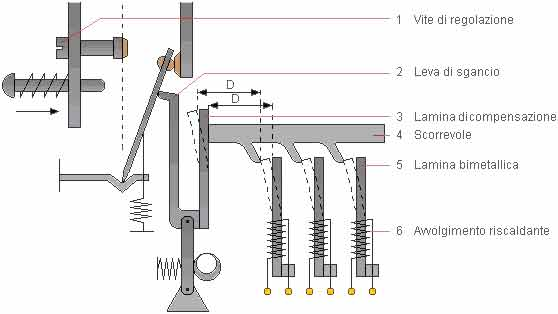 1 Vite di regolazione
2 Leva di sgancio
D
D
3 Lamina di compensazione
4 Scorrevole
5 Lamina bimetallica
6 Avvolgimento riscaldante